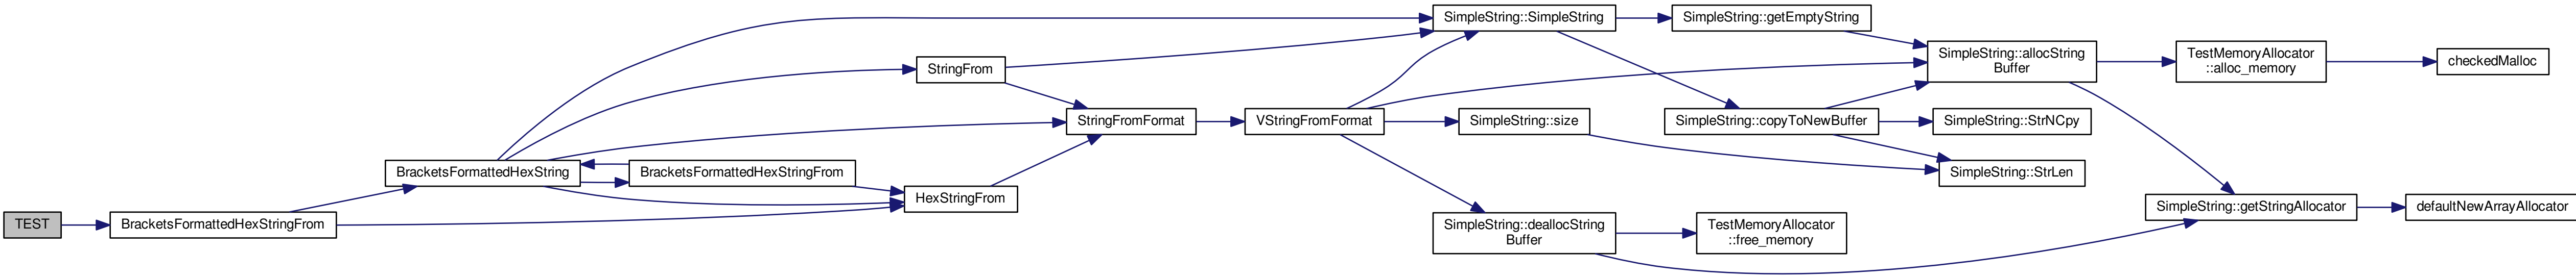 TEST
BracketsFormattedHexStringFrom
BracketsFormattedHexString
BracketsFormattedHexStringFrom
StringFrom
HexStringFrom
StringFromFormat
VStringFromFormat
SimpleString::SimpleString
SimpleString::size
SimpleString::deallocString
Buffer
SimpleString::getEmptyString
SimpleString::copyToNewBuffer
TestMemoryAllocator
::free_memory
SimpleString::allocString
Buffer
SimpleString::StrNCpy
SimpleString::StrLen
TestMemoryAllocator
::alloc_memory
SimpleString::getStringAllocator
checkedMalloc
defaultNewArrayAllocator